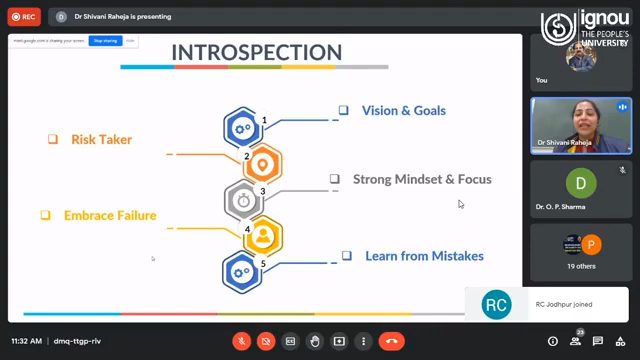 REC
Dr Shivani Raheja is presenting
ignou
THE PEOPLE'S
UNIVERSITY
meet.google.com is sharing your screen.
Stop sharing
Hide
INTROSPECTION
1
Vision & Goals
Risk Taker
2
3
Strong Mindset & Focus
Embrace Failure
4
5
Learn from Mistakes
You
Dr Shivani Raheja
D
Dr. O. P. Sharma
P
19 others
RC
RC Jodhpur joined
11:32 AM
dmq-ttgp-riv
23